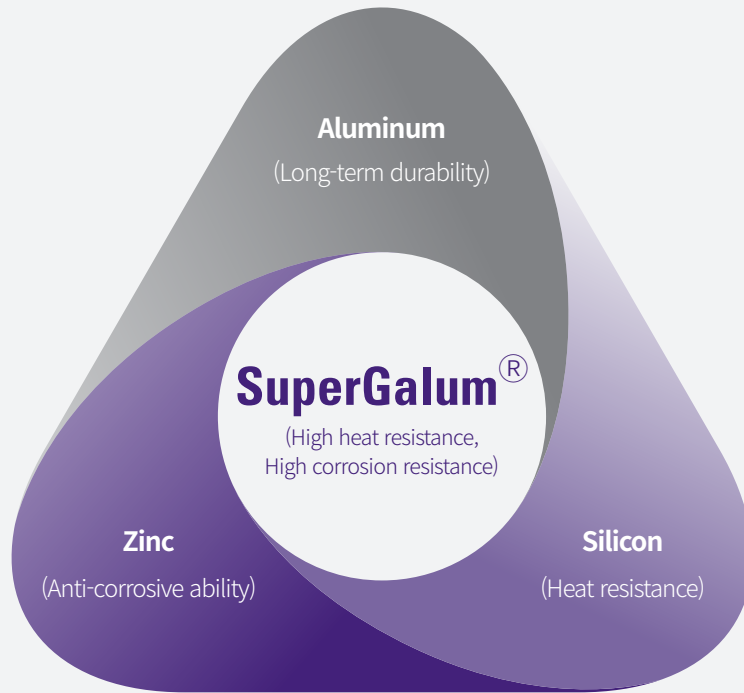 Aluminum
(Long-term durability)
SuperGalum®
(High heat resistance,
High corrosion resistance)
Zinc
(Anti-corrosive ability)
Silicon
(Heat resistance)